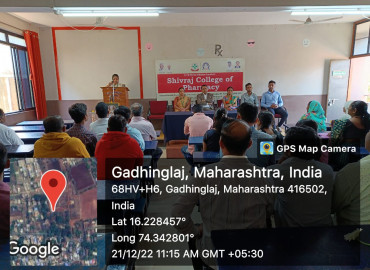 Rx
Shivraj College of
Pharmacy
GPS Map Camera
Gadhinglaj, Maharashtra, India
68HV+H6, Gadhinglaj, Maharashtra 416502,
India
Lat 16.228457°
Long 74.342801°
21/12/22 11:15 AM GMT +05:30
Google